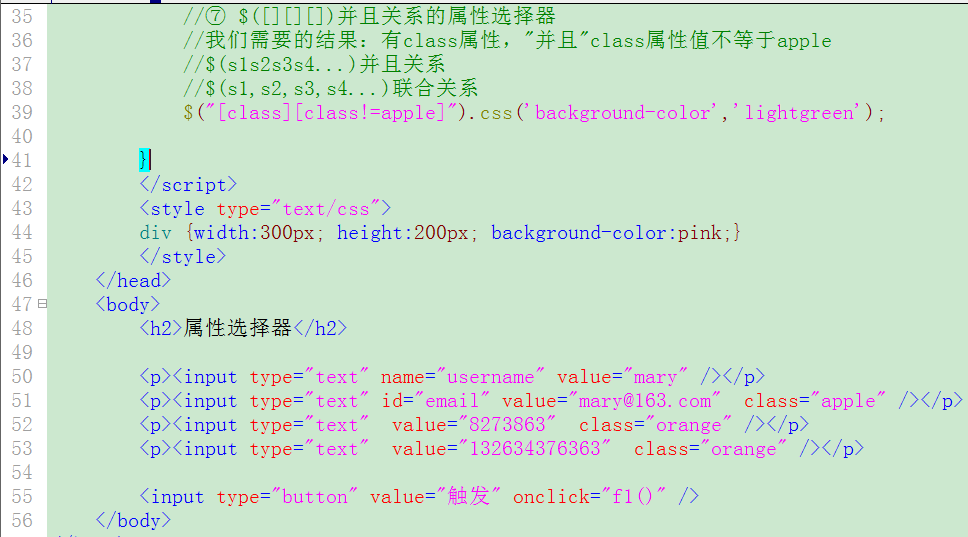 35 //⑦ $([][][])并且关系的属性选择器
36 //我们需要的结果：有class属性，"并且"class属性值不等于apple
37 //$(s1s2s3s4...)并且关系
38 //$(s1,s2,s3,s4...)联合关系
39 $("[class][class!=apple]").css('background-color','lightgreen');
40
41 }
42 </script>
43 <style type="text/css">
44 div {width:300px; height:200px; background-color:pink;}
45 </style>
46 </head>
47 <body>
48 <h2>属性选择器</h2>
49
50 <p><input type="text" name="username" value="mary" /></p>
51 <p><input type="text" id="email" value="mary@163.com"  class="apple" /></p>
52 <p><input type="text"  value="8273863"  class="orange" /></p>
53 <p><input type="text"  value="132634376363"  class="orange" /></p>
54
55 <input type="button" value="触发" onclick="f1()" />
56 </body>